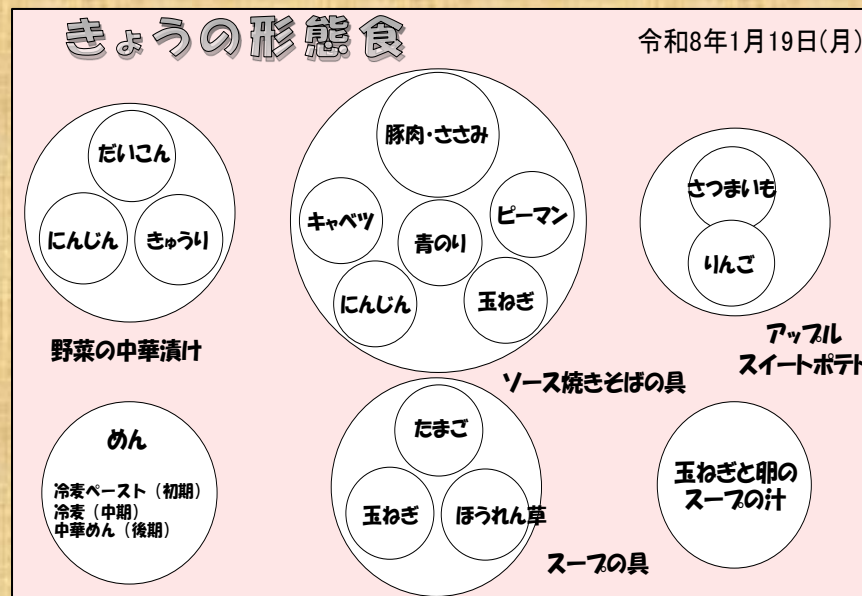 きょうの形態食
令和8年1月19日(月)
だいこん
にんじん
きゅうり
野菜の中華漬け
豚肉・ささみ
キャベツ
ピーマン
青のり
にんじん
玉ねぎ
ソース焼きそばの具
さつまいも
りんご
アップル
スイートポテト
めん
冷麦ペースト（初期）
冷麦（中期）
中華めん（後期）
たまご
玉ねぎ
ほうれん草
スープの具
玉ねぎと卵の
スープの汁